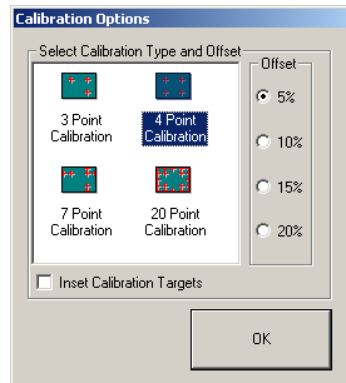 Calibration Options
Select Calibration Type and Offset
3 Point
Calibration
4 Point
Calibration
7 Point
Calibration
20 Point
Calibration
Offset
5%
10%
15%
20%
Inset Calibration Targets
OK